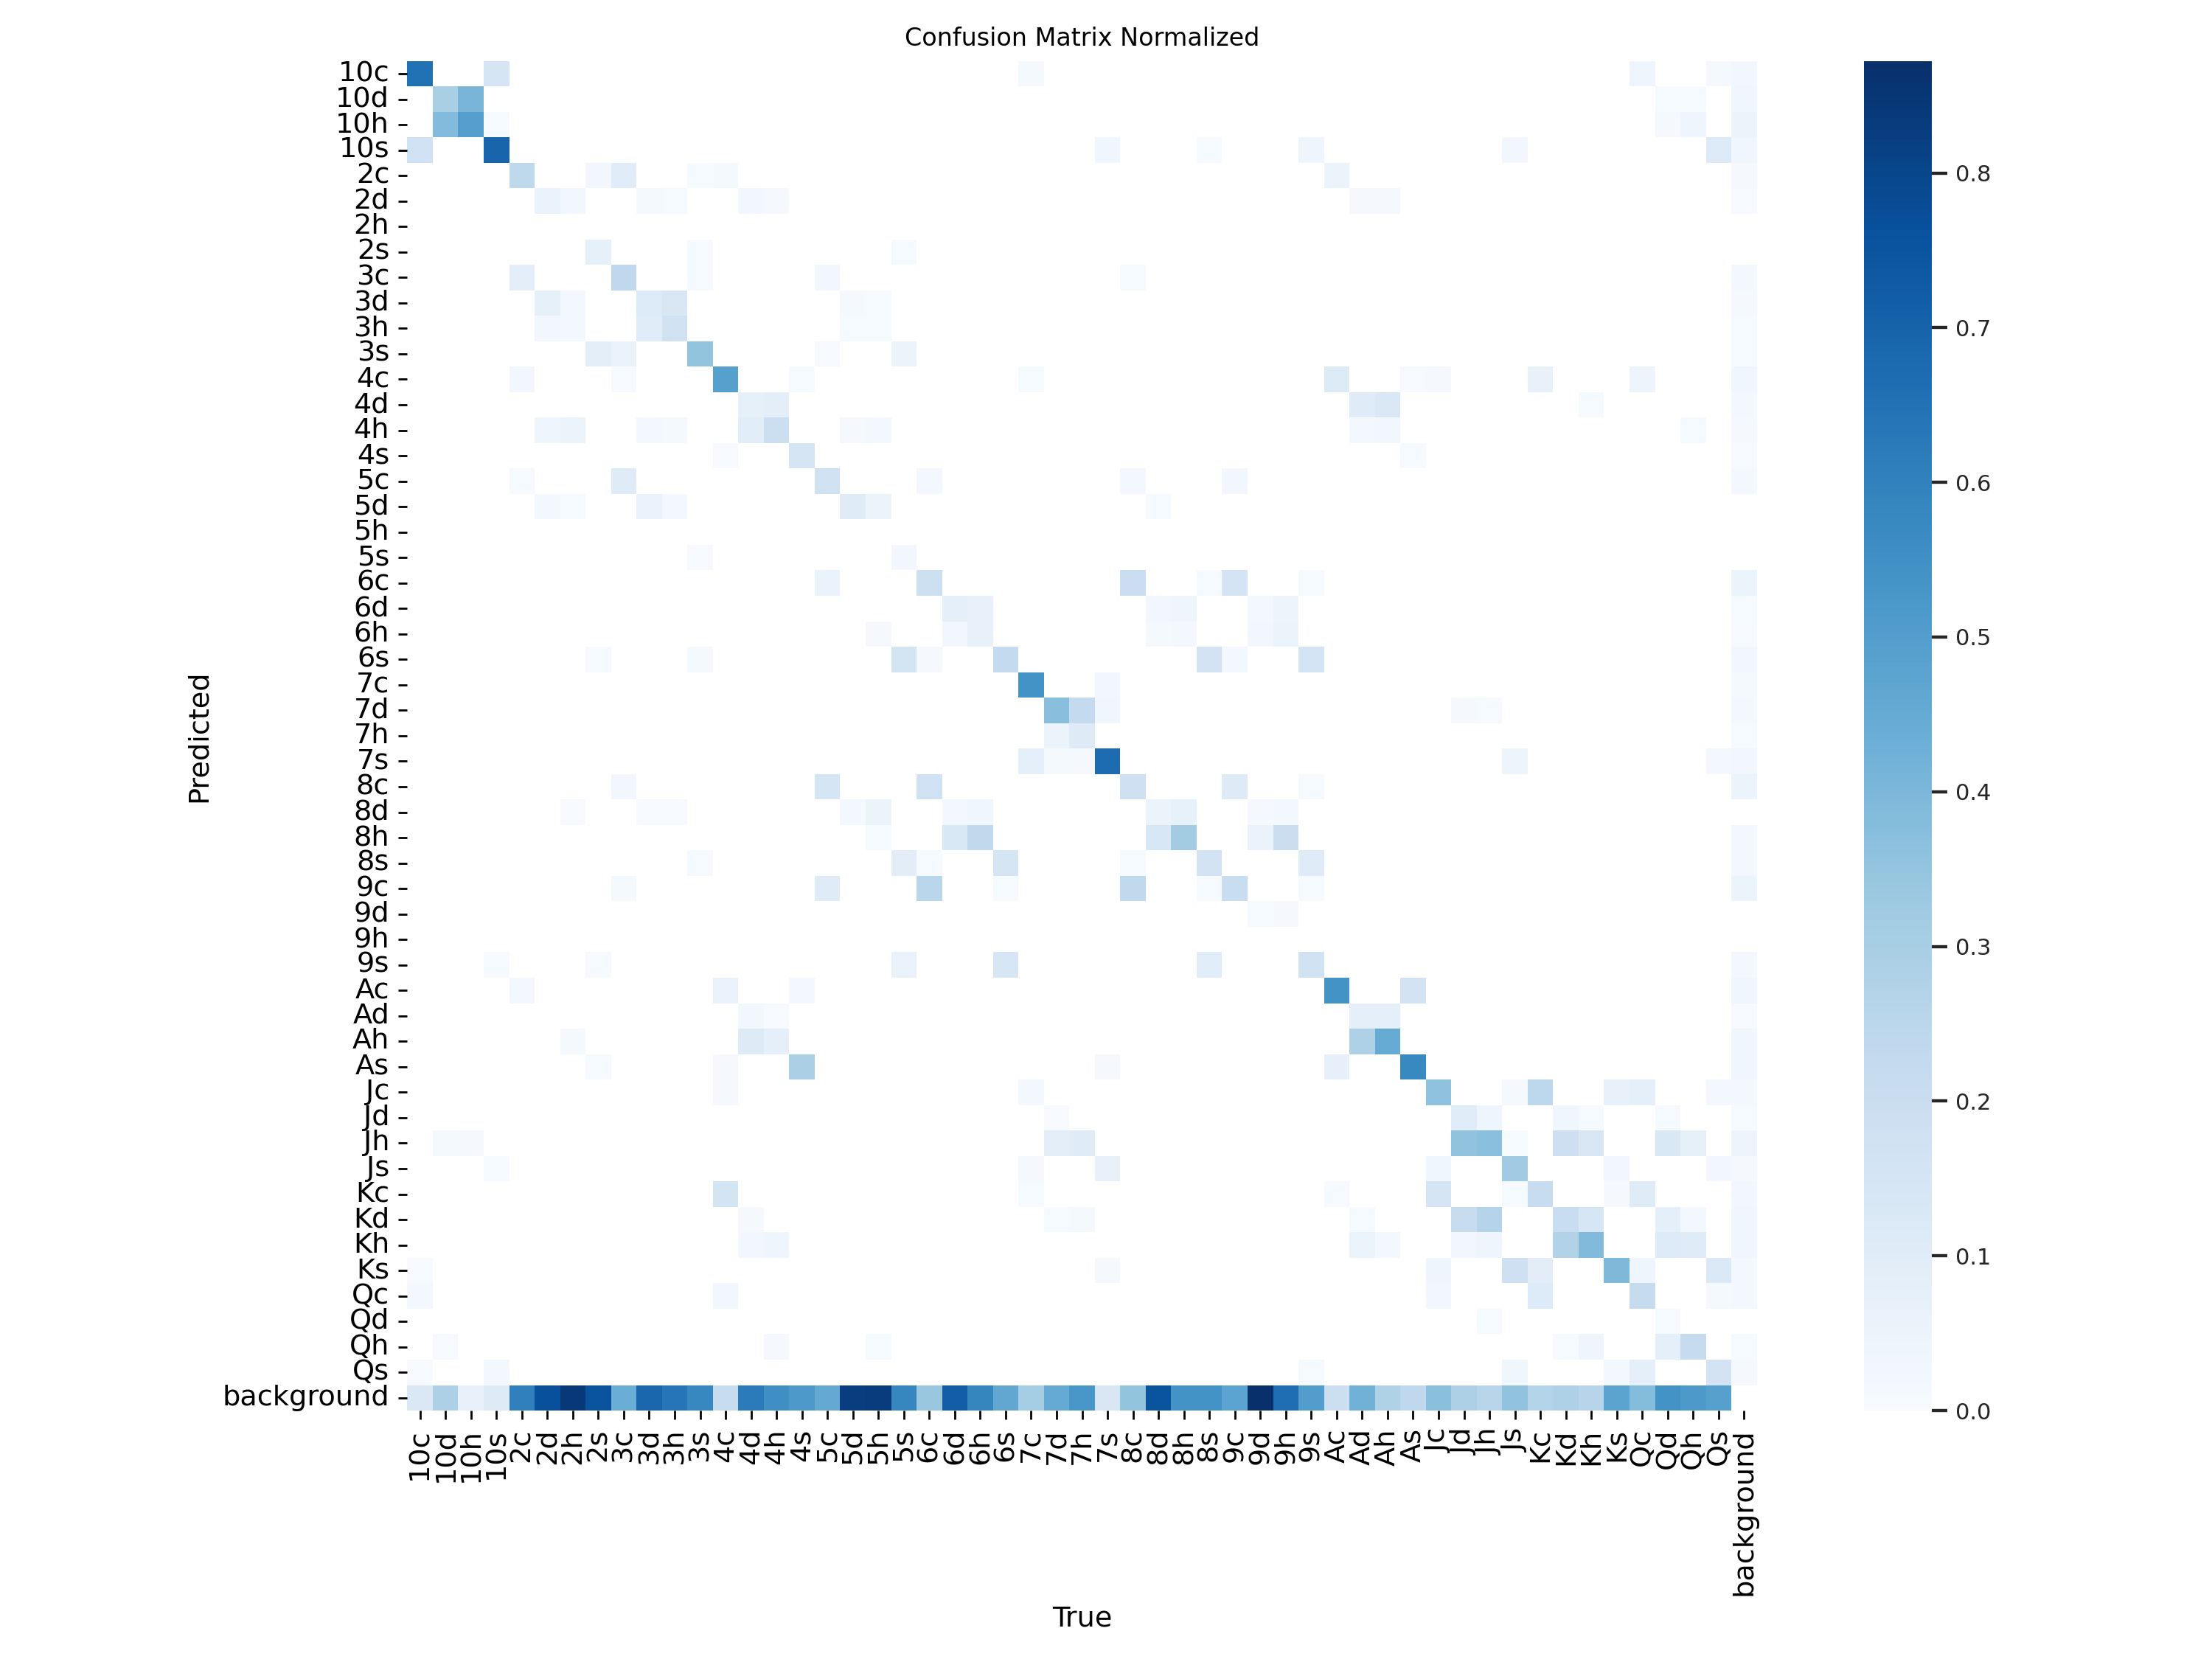 Confusion Matrix Normalized
10c
10d
10h
10s
2c
2d
2h
2s
3c
3d
3h
3s
4c
4d
4h
4s
5c
5d
5h
5s
6c
6d
6h
6s
7c
7d
7h
7s
8c
8d
8h
8s
9c
9d
9h
9s
Ac
Ad
Ah
As
Jc
Jd
Jh
Js
Kc
Kd
Kh
Ks
Qc
Qd
Qh
Qs
background
Predicted
10c 10d 10h 10s 2c 2d 2h 2s 3c 3d 3h 3s 4c 4d 4h 4s 5c 5d 5h 5s 6c 6d 6h 6s 7c 7d 7h 7s 8c 8d 8h 8s 9c 9d 9h 9s Ac Ad Ah As Jc Jd Jh Js Kc Kd Kh Ks Qc Qd Qh Qs background
True
0.8
0.7
0.6
0.5
0.4
0.3
0.2
0.1
0.0